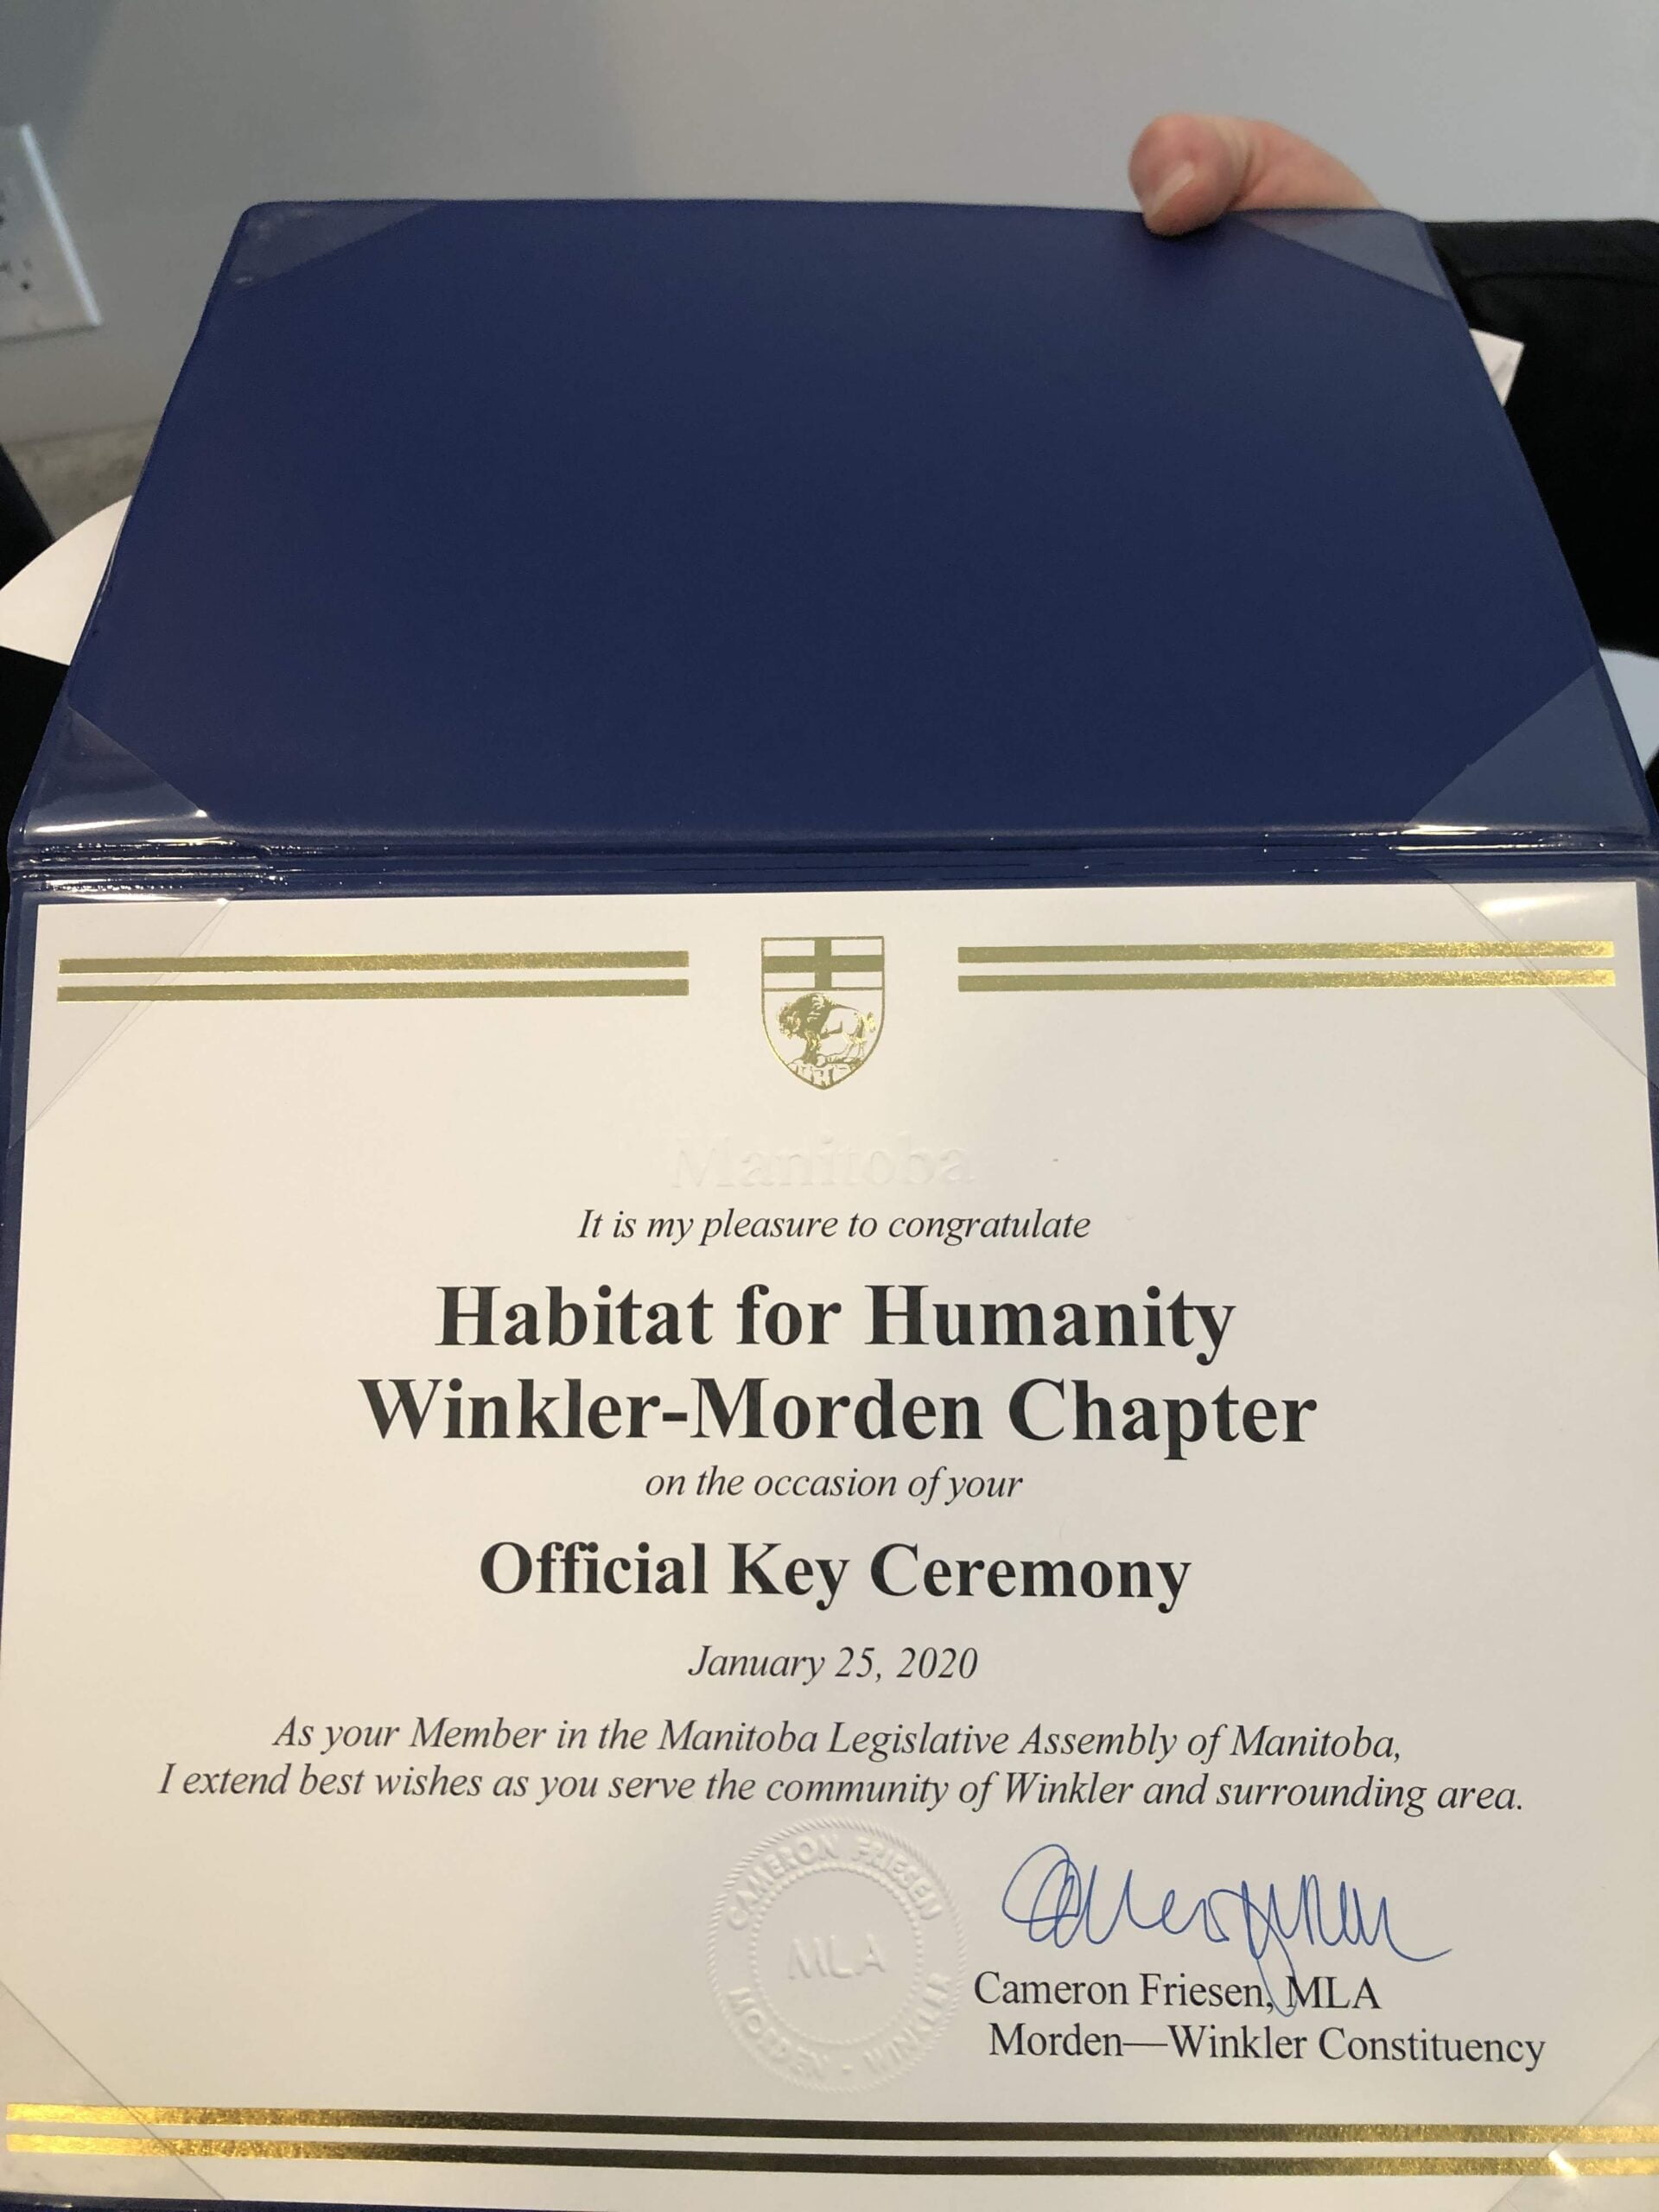 Manitoba
It is my pleasure to congratulate
Habitat for Humanity
Winkler-Morden Chapter
on the occasion of your
Official Key Ceremony
January 25, 2020
As your Member in the Manitoba Legislative Assembly of Manitoba,
I extend best wishes as you serve the community of Winkler and surrounding area.
CAMERON FRIESEN
MLA
MORDEN - WINKLER
Cameron Friesen, MLA
Morden—Winkler Constituency